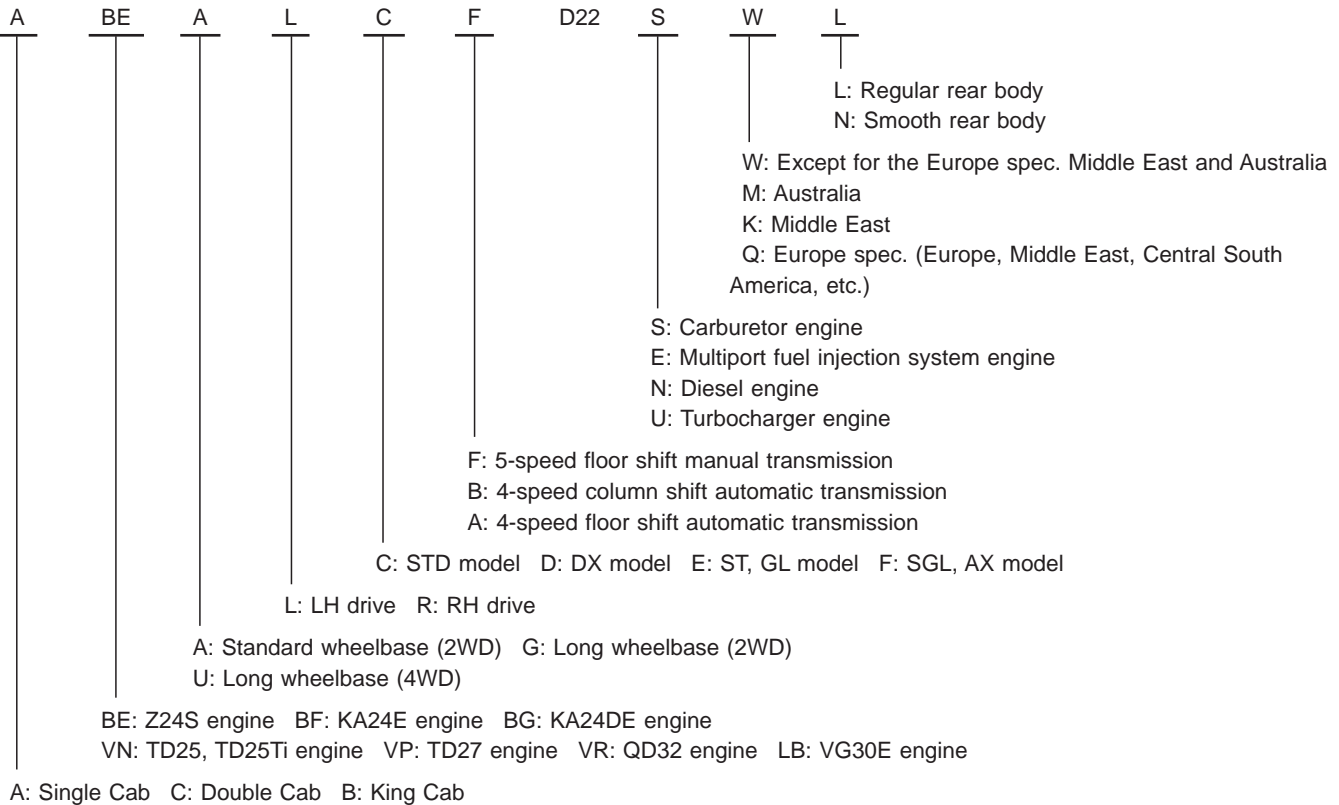 A BE A L C F D22 S W L
L: Regular rear body
N: Smooth rear body
W: Except for the Europe spec. Middle East and Australia
M: Australia
K: Middle East
Q: Europe spec. (Europe, Middle East, Central South
America, etc.)
S: Carburetor engine
E: Multiport fuel injection system engine
N: Diesel engine
U: Turbocharger engine
F: 5-speed floor shift manual transmission
B: 4-speed column shift automatic transmission
A: 4-speed floor shift automatic transmission
C: STD model D: DX model E: ST, GL model F: SGL, AX model
L: LH drive R: RH drive
A: Standard wheelbase (2WD) G: Long wheelbase (2WD)
U: Long wheelbase (4WD)
BE: Z24S engine BF: KA24E engine BG: KA24DE engine
VN: TD25, TD25Ti engine VP: TD27 engine VR: QD32 engine LB: VG30E engine
A: Single Cab C: Double Cab B: King Cab